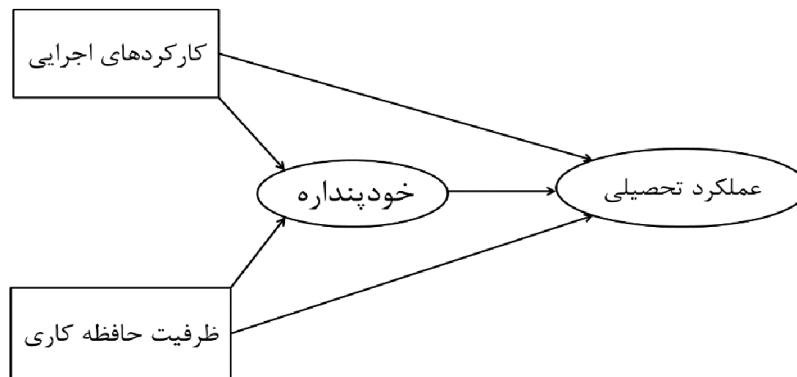 کارکردهای اجرایی
خودپنداره
عملکرد تحصیلی
ظرفیت حافظه کاری